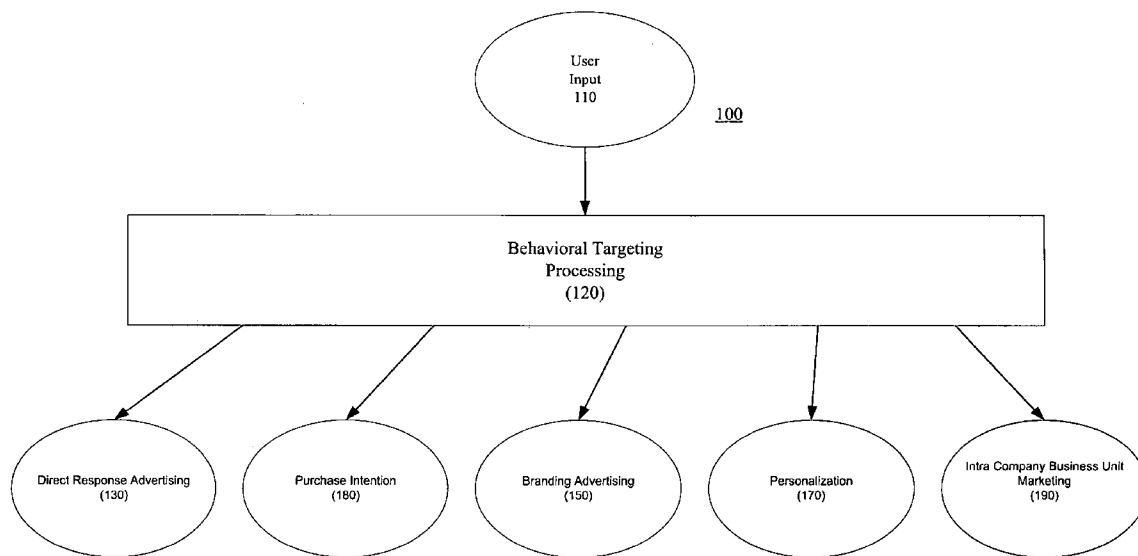 User
Input
110
100
Behavioral Targeting
Processing
(120)
Direct Response Advertising
(130)
Purchase Intention
(180)
Branding Advertising
(150)
Personalization
(170)
Intra Company Business Unit
Marketing
(190)